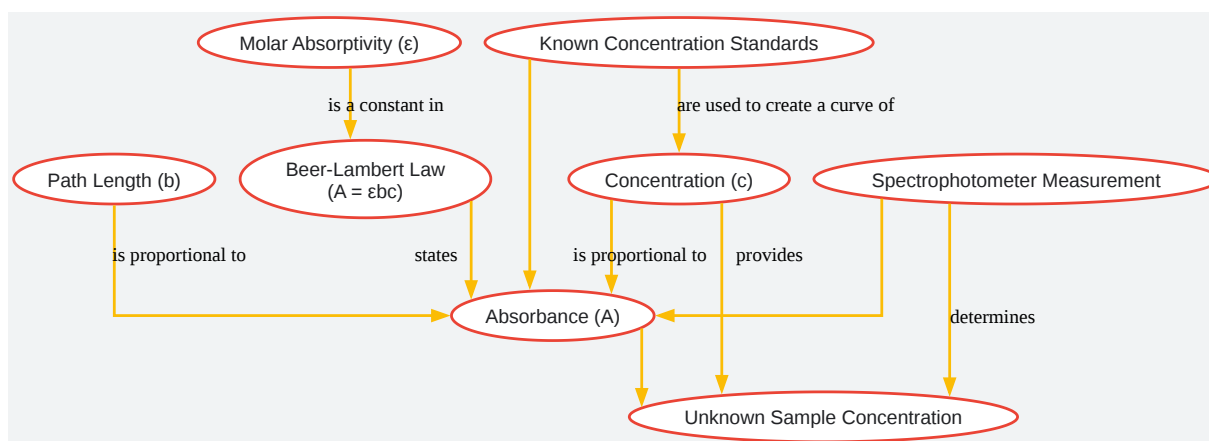 Molar Absorptivity (ε)
Known Concentration Standards
is a constant in
are used to create a curve of
Path Length (b)
Beer-Lambert Law
(A = εbc)
Concentration (c)
Spectrophotometer Measurement
is proportional to
states
is proportional to
provides
Absorbance (A)
determines
Unknown Sample Concentration